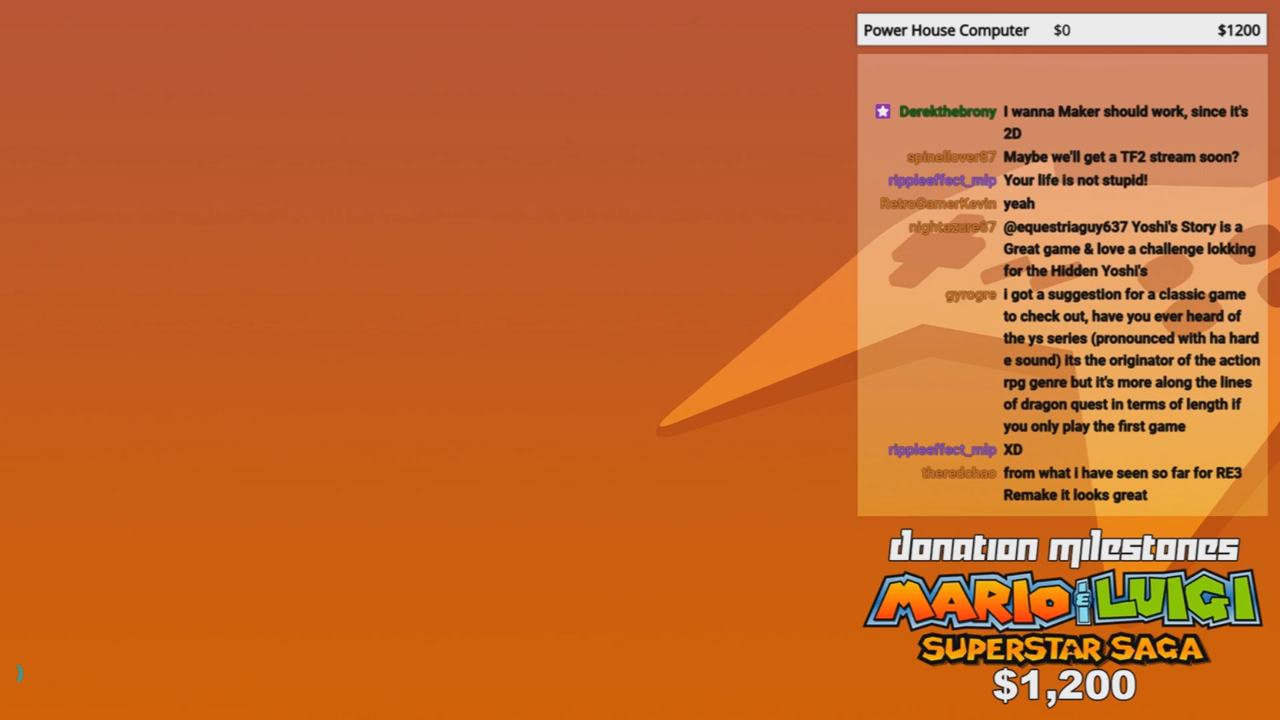 Power House Computer $0 $1200
Derekthebrony I wanna Maker should work, since it's
2D
spinellover87 Maybe we'll get a TF2 stream soon?
rippleeffect_mlp Your life is not stupid!
RetroGamerKevin yeah
nightazure67 @equestriaguy637 Yoshi's Story is a
Great game & love a challenge lokking
for the Hidden Yoshi's
gyrogre i got a suggestion for a classic game
to check out, have you ever heard of
the ys series (pronounced with ha hard
e sound) its the originator of the action
rpg genre but it's more along the lines
of dragon quest in terms of length if
you only play the first game
rippleeffect_mlp XD
theredchao from what i have seen so far for RE3
Remake it looks great
donation milestones
MARIO & LUIGI
SUPERSTAR SAGA
$1,200
)